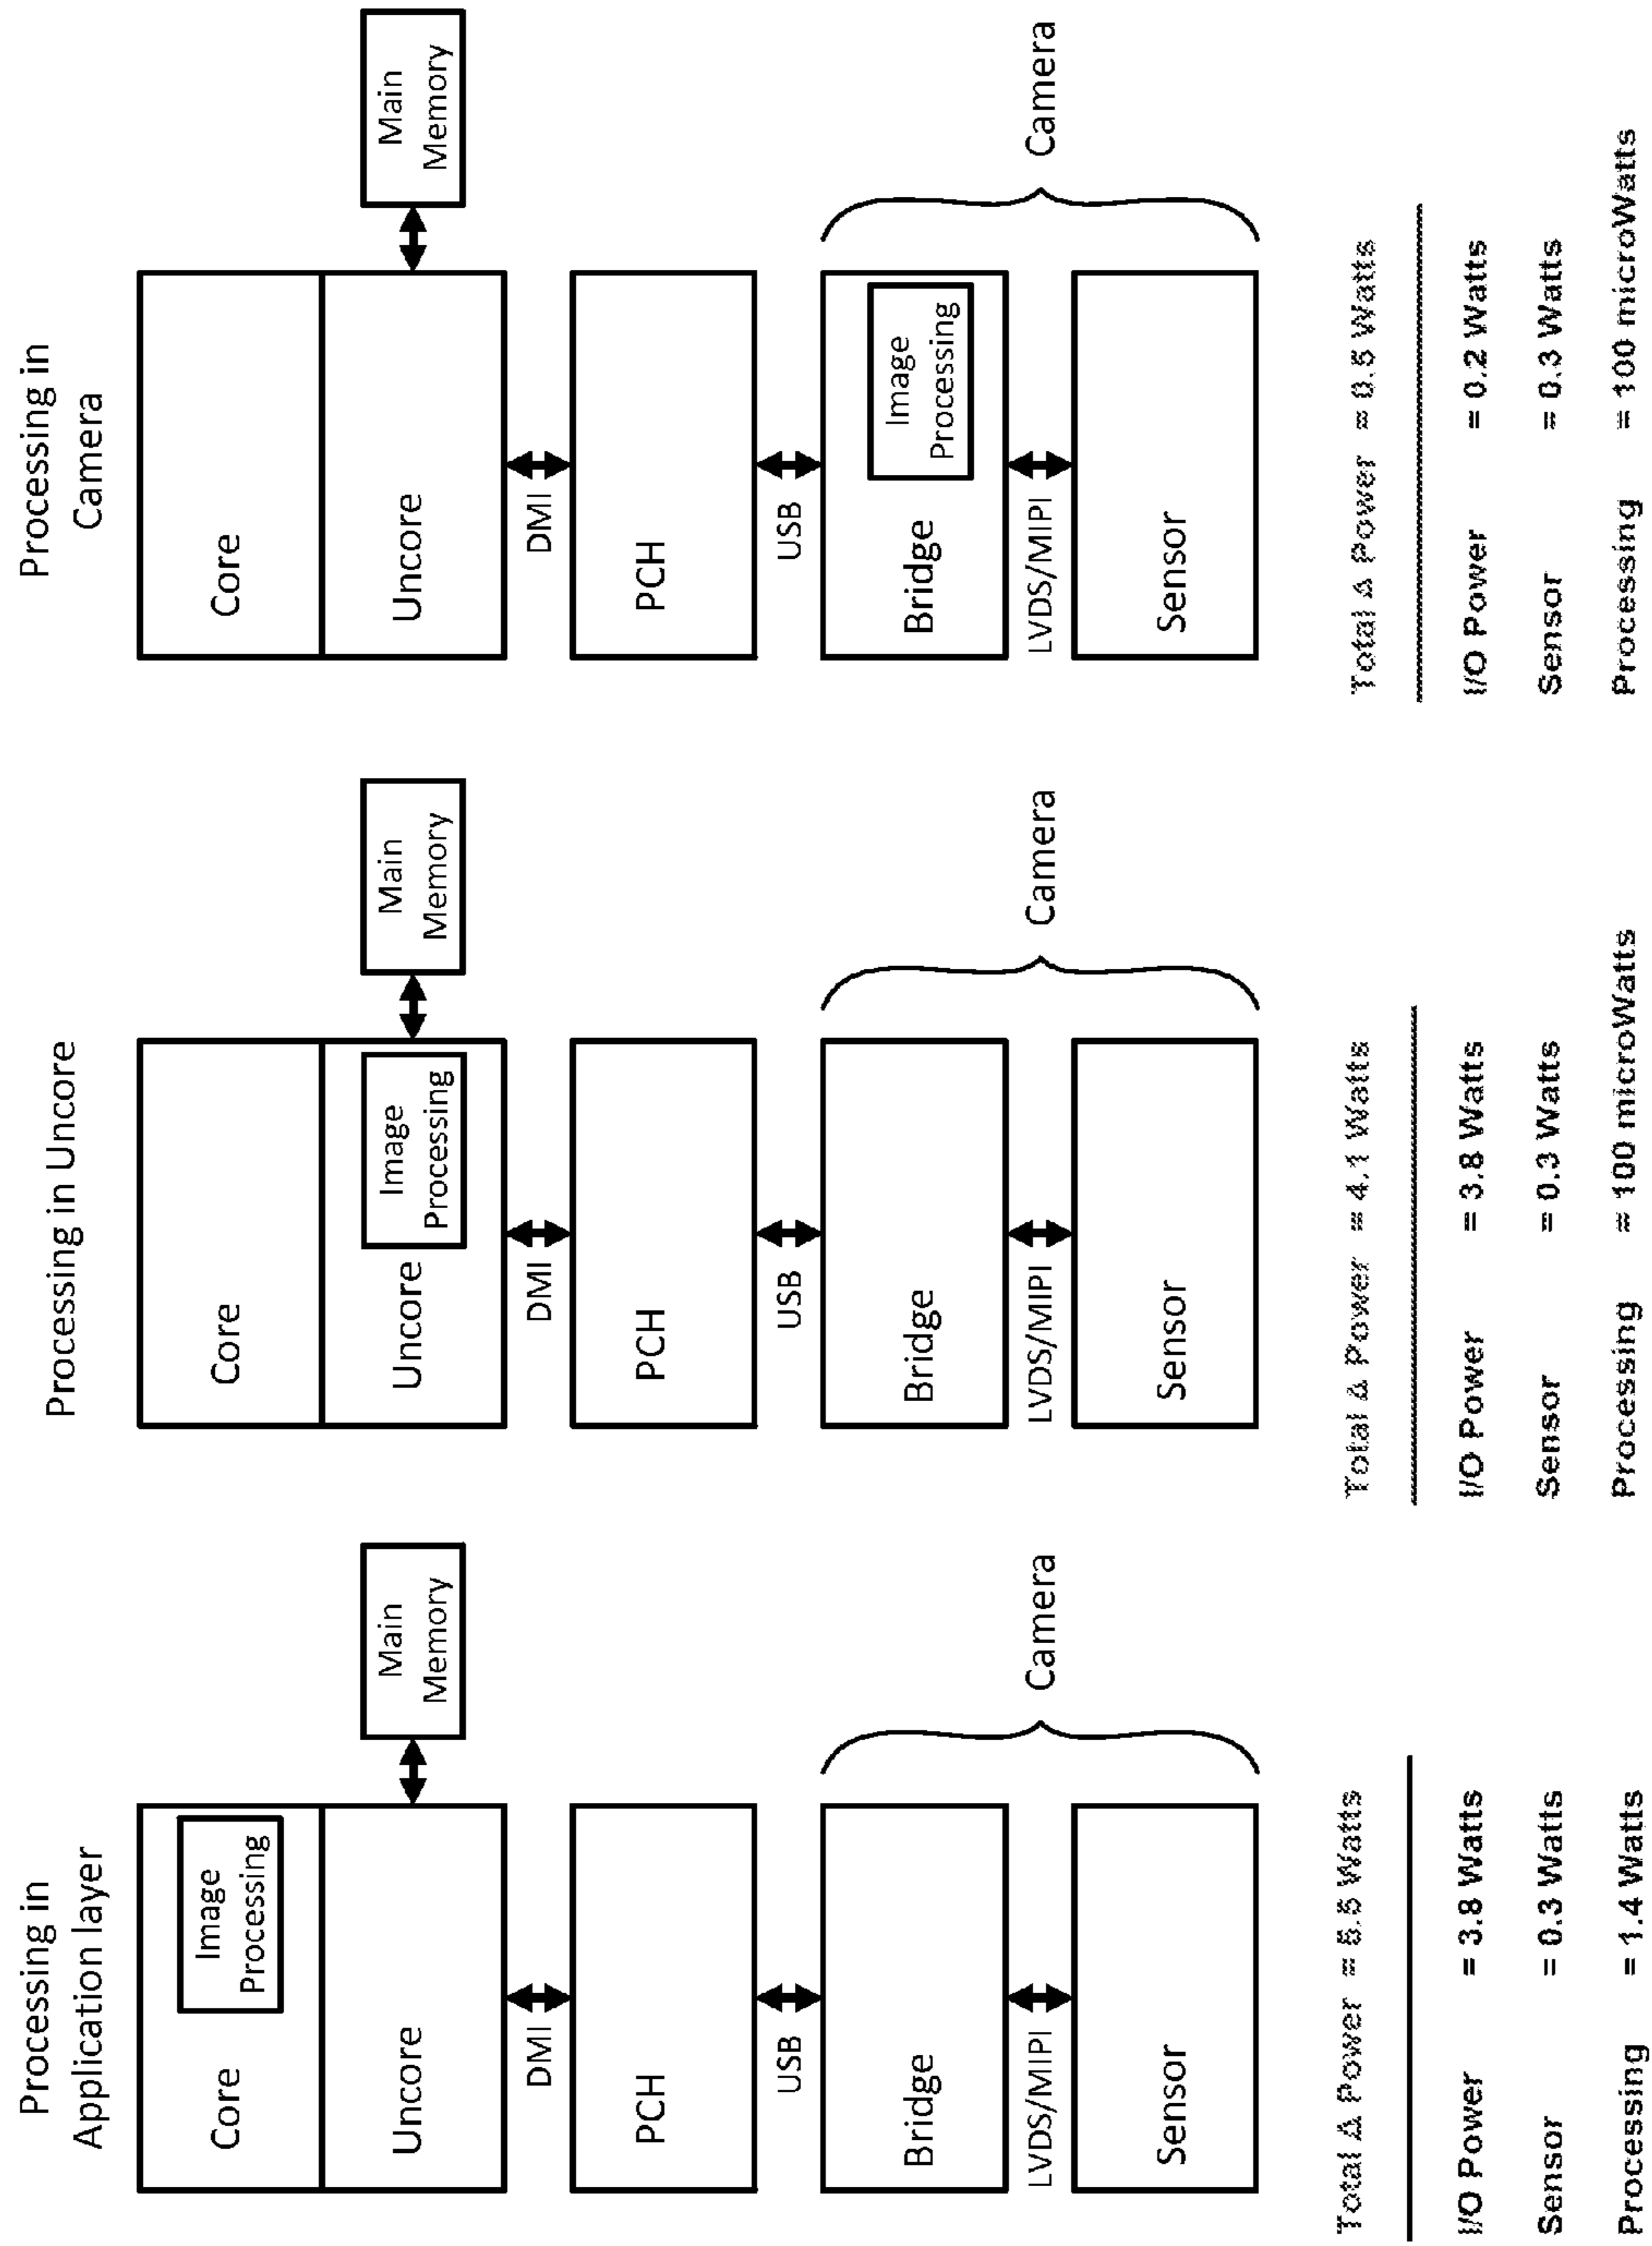 Processing in
Application layer
Core
Image
Processing
Uncore
Main
Memory
DMI
PCH
USB
Bridge
LVDS/MIPI
Sensor
Camera
Total Δ Power = 5.5 Watts
I/O Power = 3.8 Watts
Sensor = 0.3 Watts
Processing = 1.4 Watts
Processing in Uncore
Core
Uncore
Image
Processing
Main
Memory
DMI
PCH
USB
Bridge
LVDS/MIPI
Sensor
Camera
Total Δ Power = 4.1 Watts
I/O Power = 3.8 Watts
Sensor = 0.3 Watts
Processing = 100 microWatts
Processing in
Camera
Core
Uncore
Main
Memory
DMI
PCH
USB
Bridge
Image
Processing
LVDS/MIPI
Sensor
Camera
Total Δ Power = 0.5 Watts
I/O Power = 0.2 Watts
Sensor = 0.3 Watts
Processing = 100 microWatts